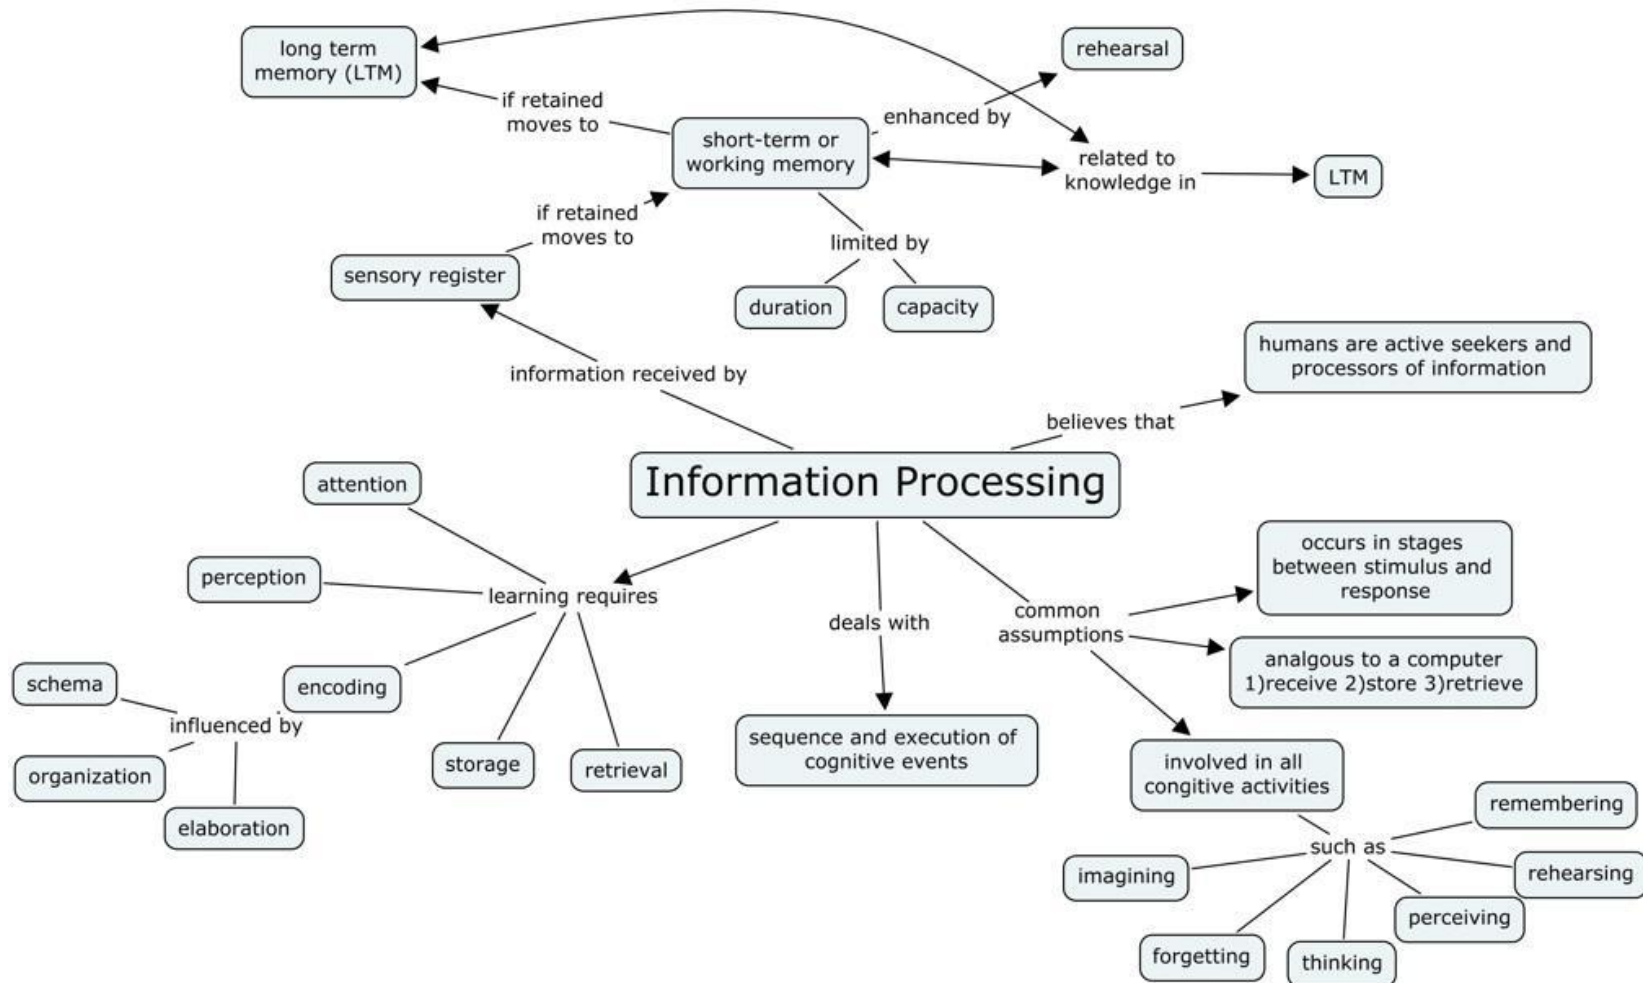 long term
memory (LTM)
rehearsal
if retained
moves to
enhanced by
short-term or
working memory
related to
knowledge in
LTM
if retained
moves to
limited by
sensory register
duration
capacity
humans are active seekers and
processors of information
information received by
believes that
Information Processing
attention
occurs in stages
between stimulus and
response
perception
learning requires
common
assumptions
deals with
analgous to a computer
1)receive 2)store 3)retrieve
schema
encoding
influenced by
organization
storage
retrieval
sequence and execution of
cognitive events
involved in all
congitive activities
elaboration
remembering
such as
imagining
rehearsing
perceiving
forgetting
thinking